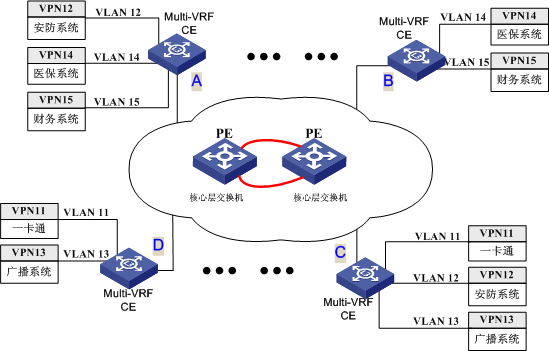 VPN12
安防系统
VLAN 12
VPN14
医保系统
VLAN 14
VPN15
财务系统
VLAN 15
Multi-VRF
CE
A
Multi-VRF
CE
B
VLAN 14
VPN14
医保系统
VLAN 15
VPN15
财务系统
PE
PE
核心层交换机
核心层交换机
VPN11
一卡通
VLAN 11
VPN13
广播系统
VLAN 13
D
Multi-VRF
CE
C
Multi-VRF
CE
VLAN 11
VPN11
一卡通
VLAN 12
VPN12
安防系统
VLAN 13
VPN13
广播系统